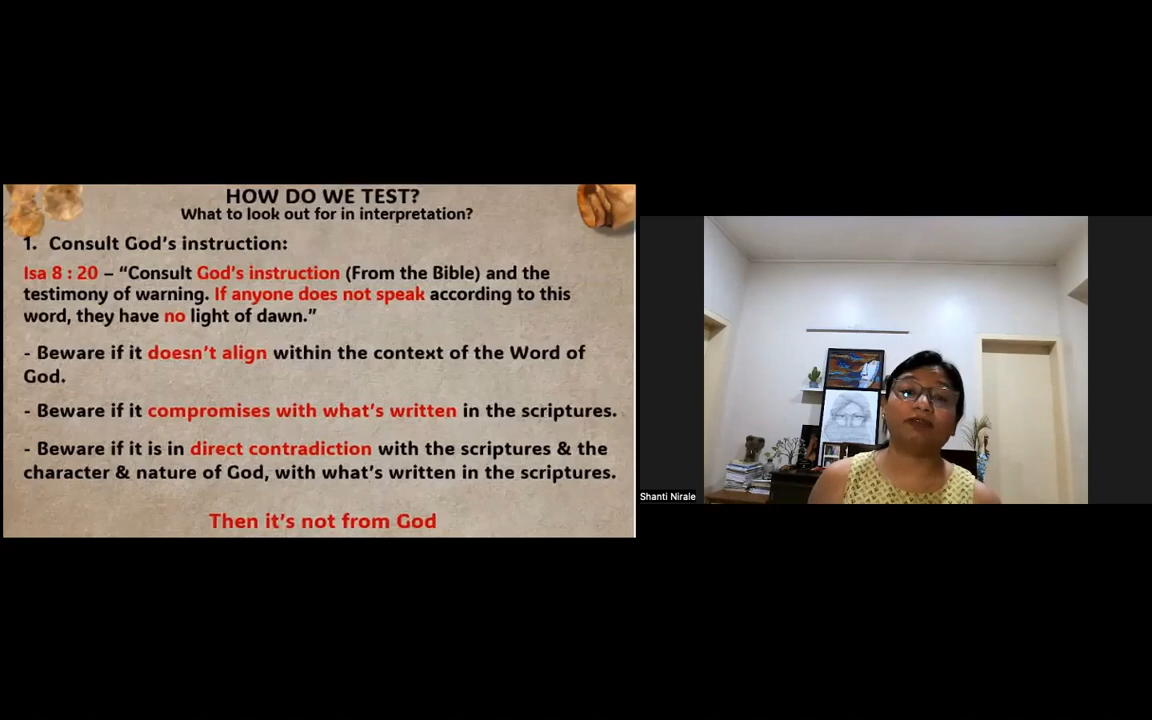 HOW DO WE TEST?
What to look out for in interpretation?
1. Consult God's instruction:
Isa 8 : 20 – “Consult God's instruction (From the Bible) and the
testimony of warning. If anyone does not speak according to this
word, they have no light of dawn.”
- Beware if it doesn't align within the context of the Word of
God.
- Beware if it compromises with what's written in the scriptures.
- Beware if it is in direct contradiction with the scriptures & the
character & nature of God, with what's written in the scriptures.
Then it's not from God
Shanti Nirale